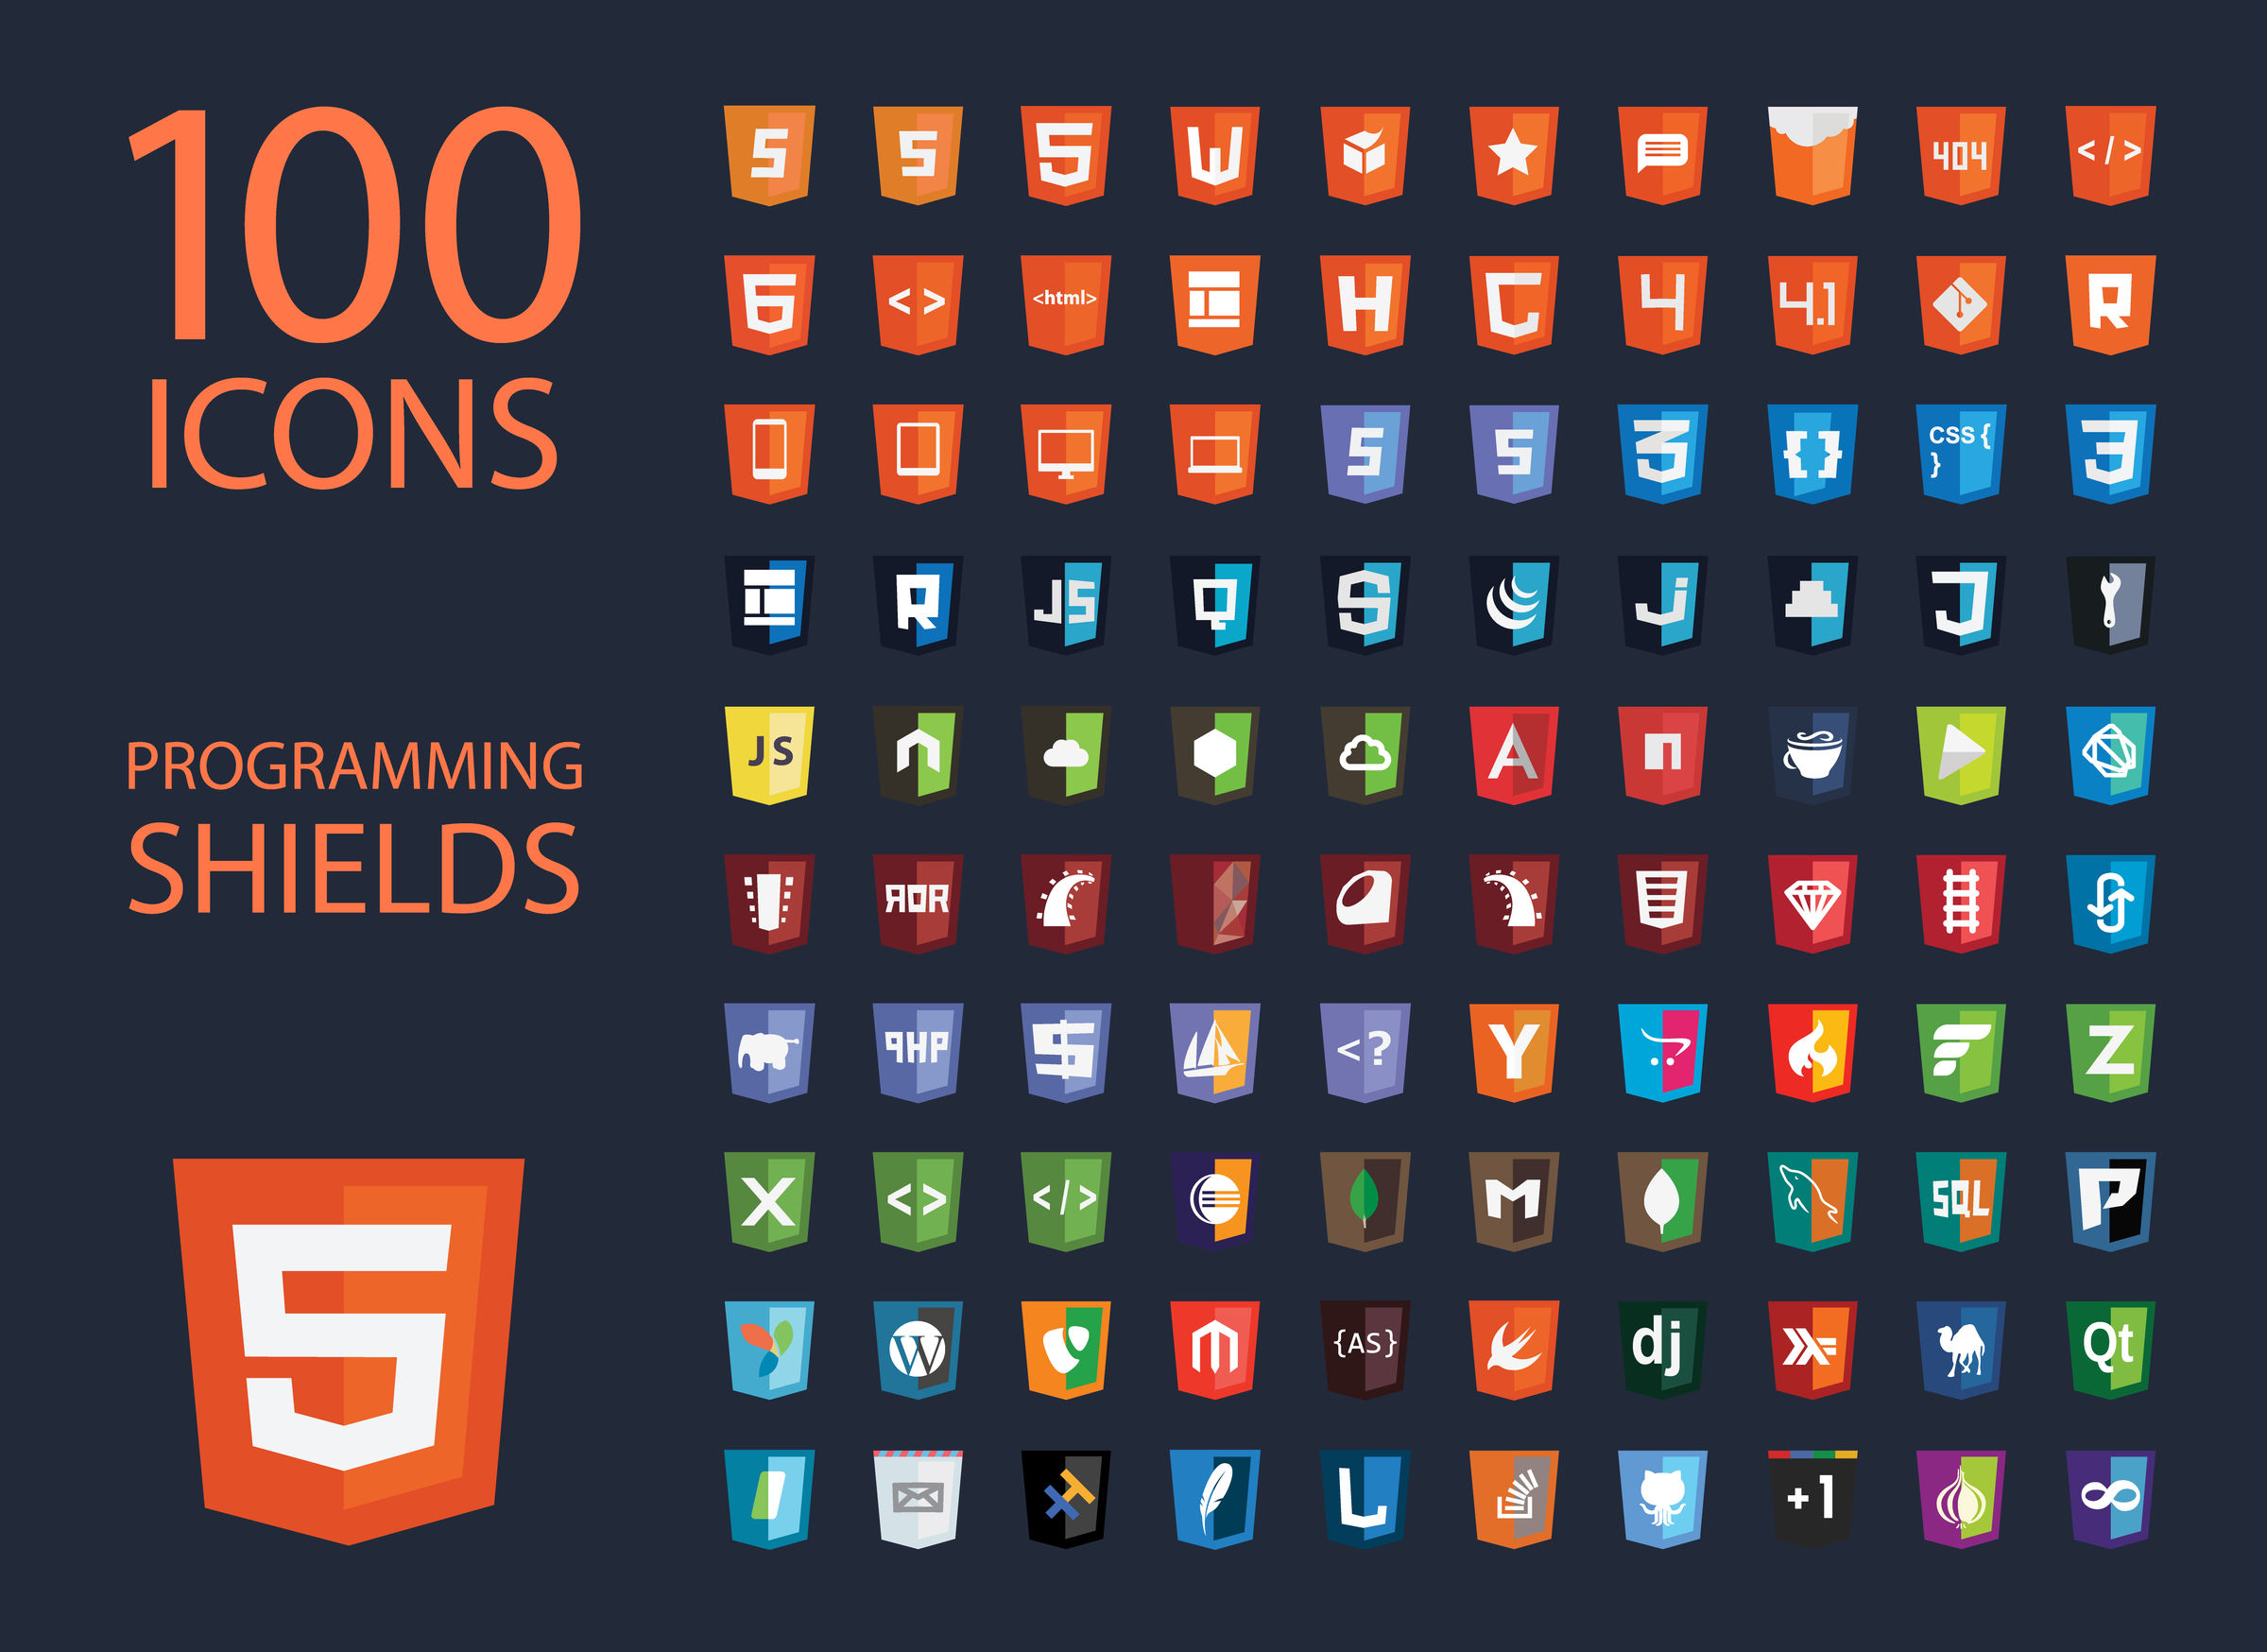 100
ICONS
PROGRAMMING
SHIELDS
5
5 5 5 W 404 </>
6 < > <html> H C 4 4.1 R
5 5 3 { } CSS { } 3
R JS Q S j J
JS A n
ROR
PHP $ <? Y F Z
X < > </> M SQL P
W {AS} dj Qt
L +1